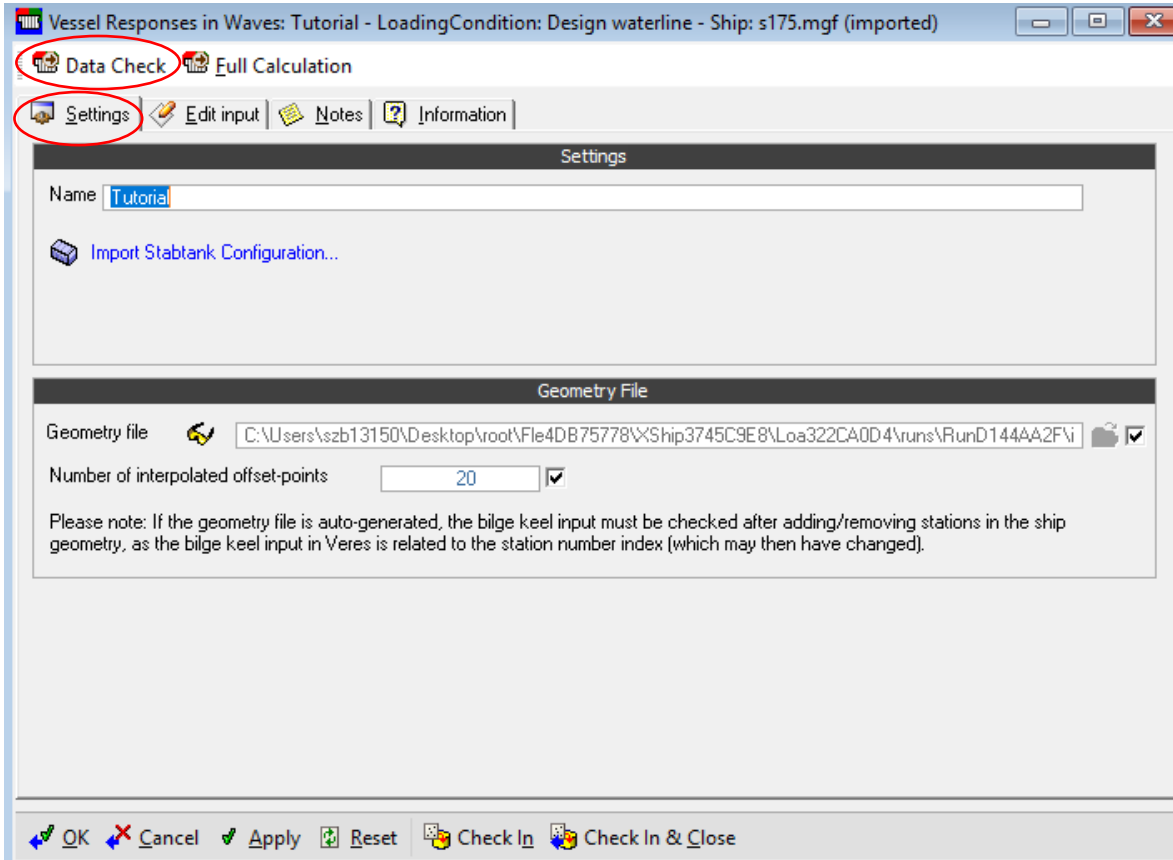 Vessel Responses in Waves: Tutorial - LoadingCondition: Design waterline - Ship: s175.mgf (imported)
Data Check Full Calculation
Settings Edit input Notes Information
Settings
Name Tutorial
Import Stabtank Configuration...
Geometry File
Geometry file C:\Users\szb13150\Desktop\root\Fle4DB75778\XShip3745C9E8\Loa322CA0D4\runs\RunD144AA2F\i
Number of interpolated offset-points 20
Please note: If the geometry file is auto-generated, the bilge keel input must be checked after adding/removing stations in the ship
geometry, as the bilge keel input in Veres is related to the station number index (which may then have changed).
OK Cancel Apply Reset Check In Check In & Close